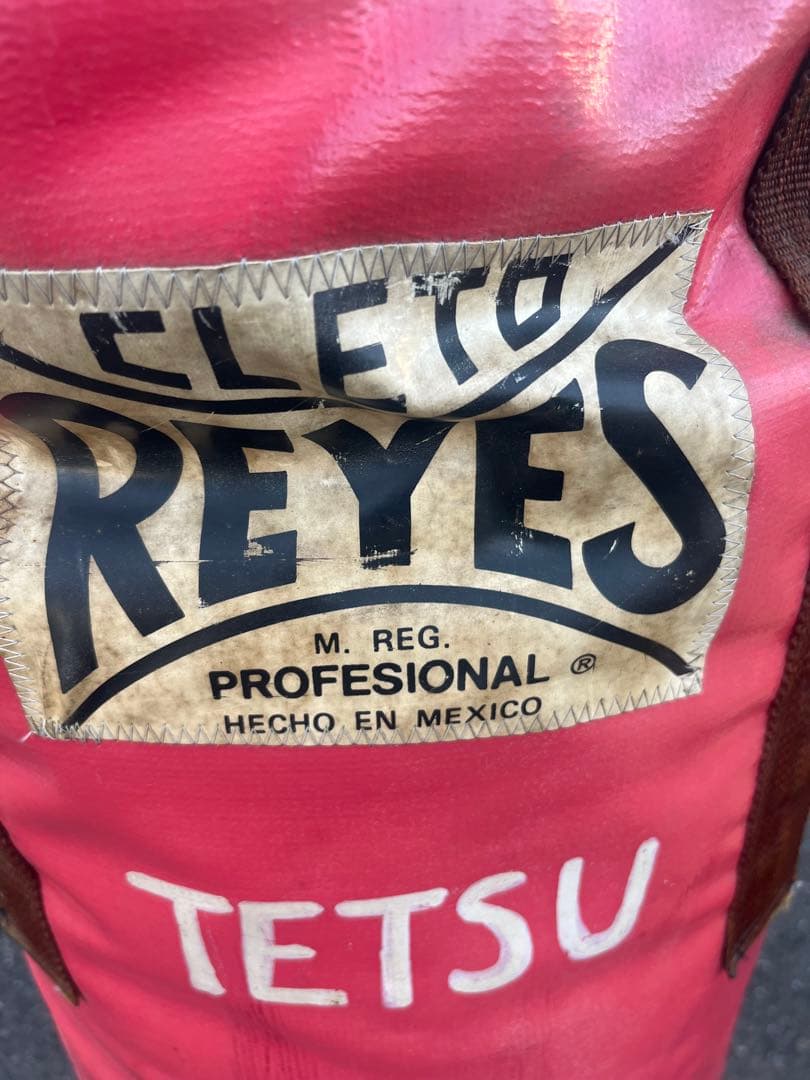 CLETO
REYES
M. REG.
PROFESIONAL ®
HECHO EN MEXICO
TETSU